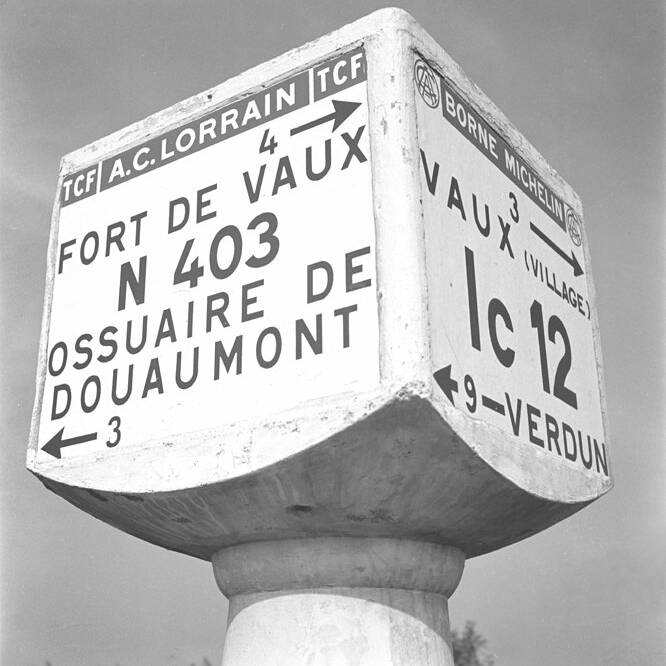 TCF A.C. LORRAIN TCF
4 →
FORT DE VAUX
N 403
OSSUAIRE DE
DOUAUMONT
← 3
BORNE MICHELIN
3 →
VAUX (VILLAGE)
Ic 12
← 9 – VERDUN